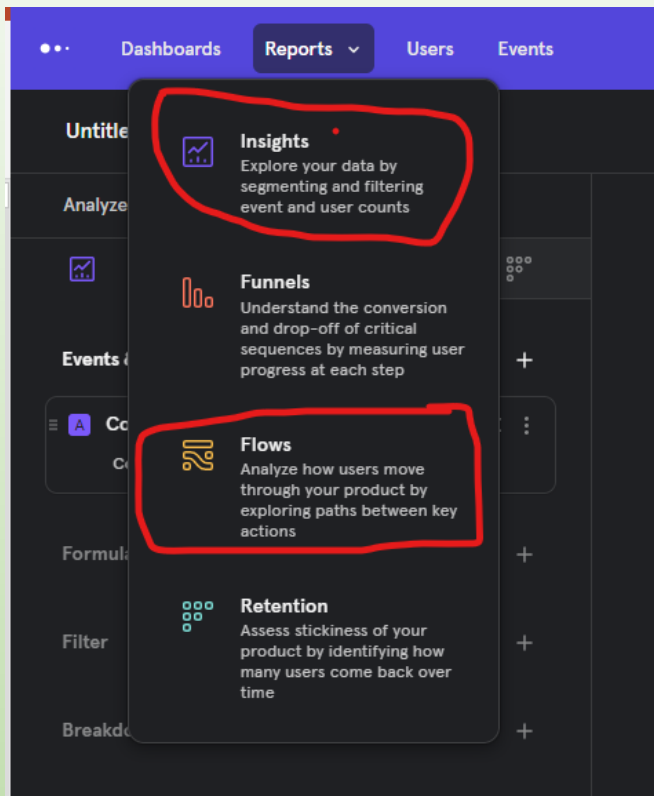 Dashboards Reports Users Events
Untitle
Insights
Explore your data by
segmenting and filtering
event and user counts
Analyze
Funnels
Understand the conversion
and drop-off of critical
sequences by measuring user
progress at each step
Events &
A Co
Co
Flows
Analyze how users move
through your product by
exploring paths between key
actions
Formula
Retention
Assess stickiness of your
product by identifying how
many users come back over
time
Filter
Breakdo